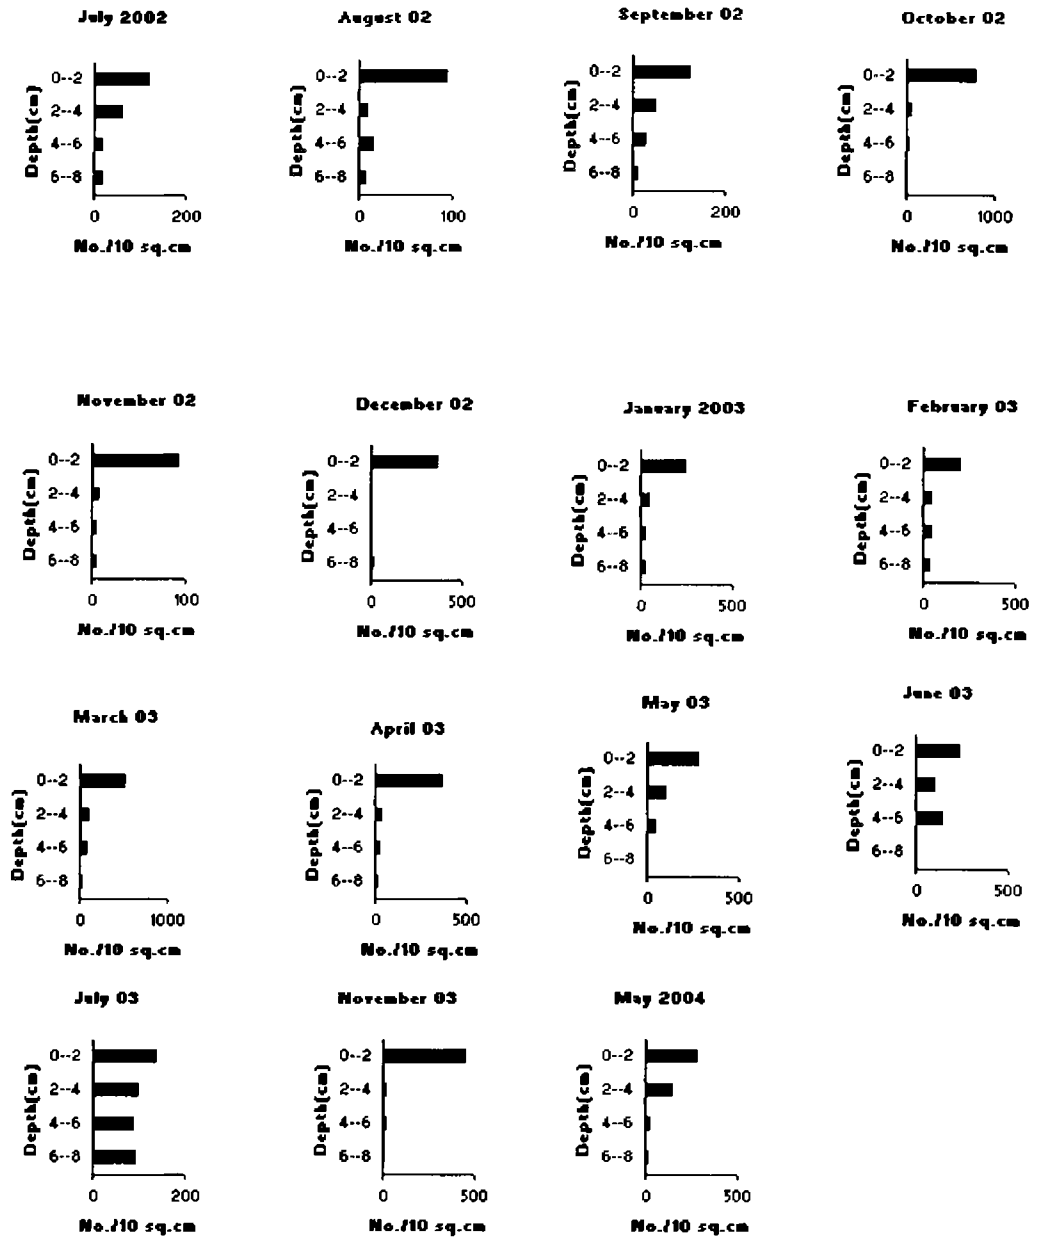 July 2002
August 02
September 02
October 02
Depth(cm)
0--2
2--4
4--6
6--8
0
200
No./10 sq.cm
Depth(cm)
0--2
2--4
4--6
6--8
0
100
No./10 sq.cm
Depth(cm)
0--2
2--4
4--6
6--8
0
200
No./10 sq.cm
Depth(cm)
0--2
2--4
4--6
6--8
0
1000
No./10 sq.cm
November 02
December 02
January 2003
February 03
Depth(cm)
0--2
2--4
4--6
6--8
0
100
No./10 sq.cm
Depth(cm)
0--2
2--4
4--6
6--8
0
500
No./10 sq.cm
Depth(cm)
0--2
2--4
4--6
6--8
0
500
No./10 sq.cm
Depth(cm)
0--2
2--4
4--6
6--8
0
500
No./10 sq.cm
March 03
April 03
May 03
June 03
Depth(cm)
0--2
2--4
4--6
6--8
0
1000
No./10 sq.cm
Depth(cm)
0--2
2--4
4--6
6--8
0
500
No./10 sq.cm
Depth(cm)
0--2
2--4
4--6
6--8
0
500
No./10 sq.cm
Depth(cm)
0--2
2--4
4--6
6--8
0
500
No./10 sq.cm
July 03
November 03
May 2004
Depth(cm)
0--2
2--4
4--6
6--8
0
200
No./10 sq.cm
Depth(cm)
0--2
2--4
4--6
6--8
0
500
No./10 sq.cm
Depth(cm)
0--2
2--4
4--6
6--8
0
500
No./10 sq.cm